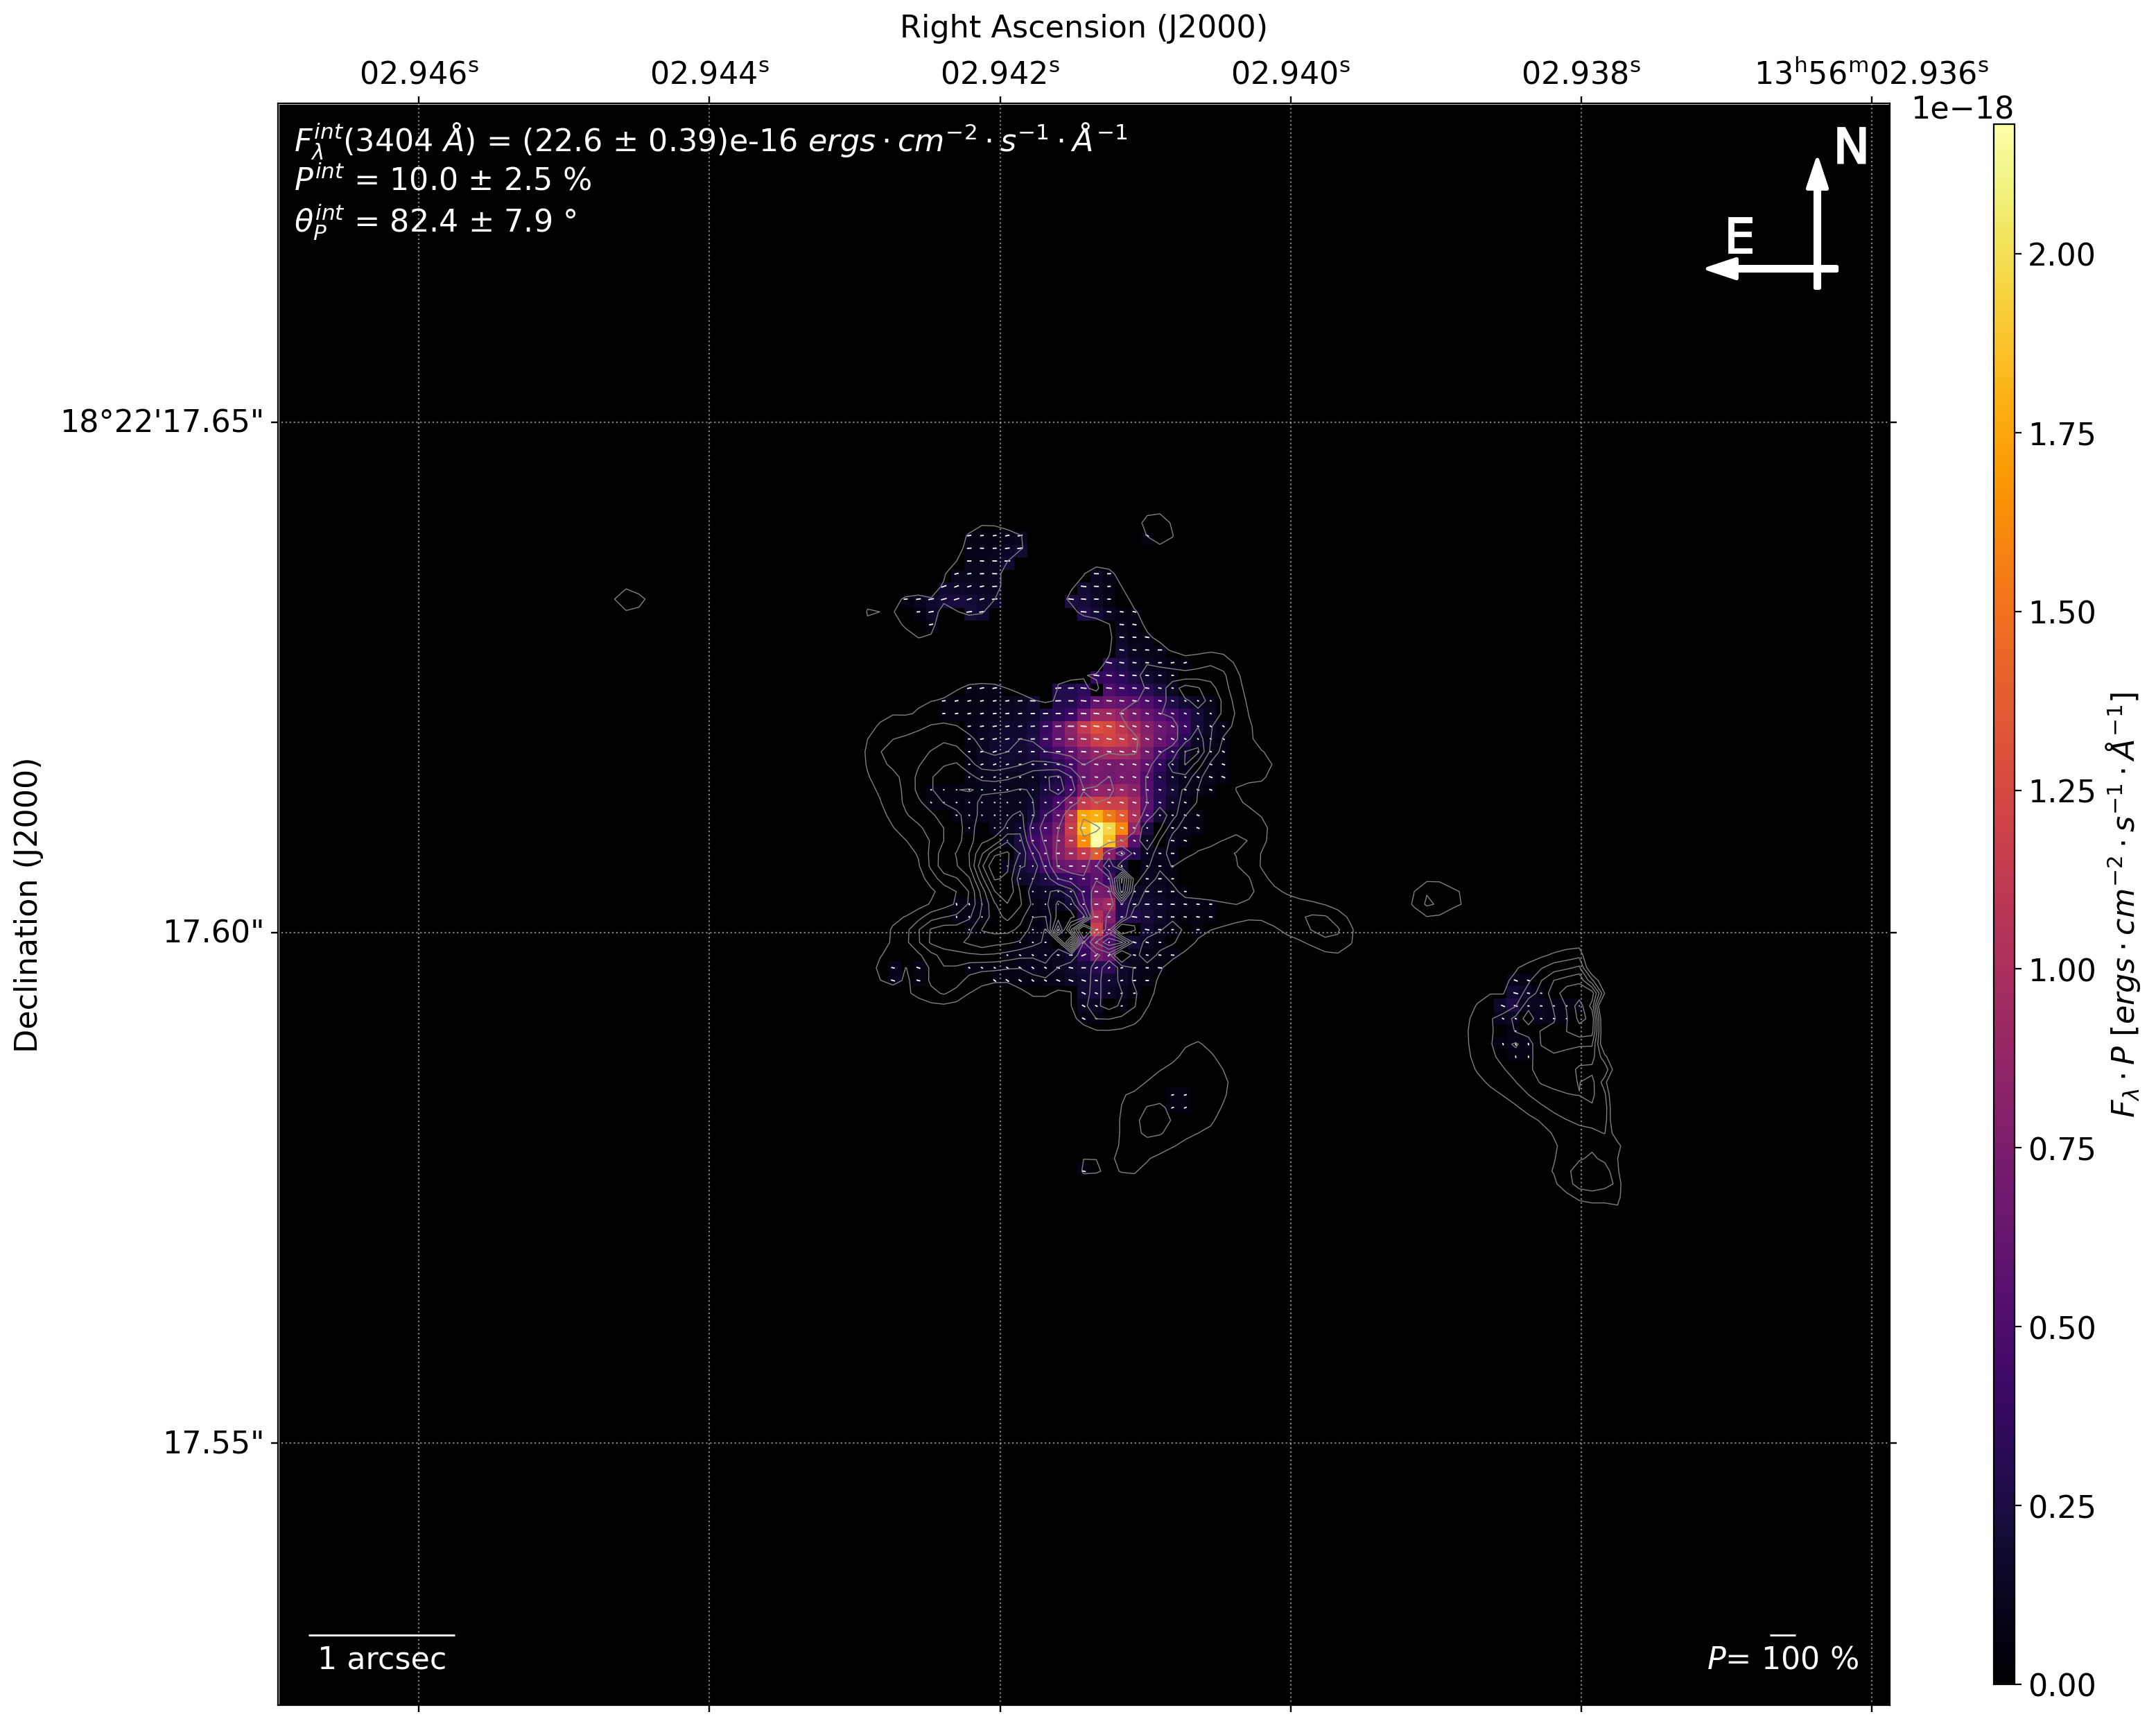 Right Ascension (J2000)
02.946ˢ 02.944ˢ 02.942ˢ 02.940ˢ 02.938ˢ 13ʰ56ᵐ02.936ˢ
1e−18
F_λ^int(3404 Å) = (22.6 ± 0.39)e-16 ergs · cm⁻² · s⁻¹ · Å⁻¹
P^int = 10.0 ± 2.5 %
θ_P^int = 82.4 ± 7.9 °
N
E
18°22'17.65"
17.60"
17.55"
Declination (J2000)
1 arcsec
P= 100 %
2.00
1.75
1.50
1.25
1.00
0.75
0.50
0.25
0.00
F_λ · P [ergs · cm⁻² · s⁻¹ · Å⁻¹]